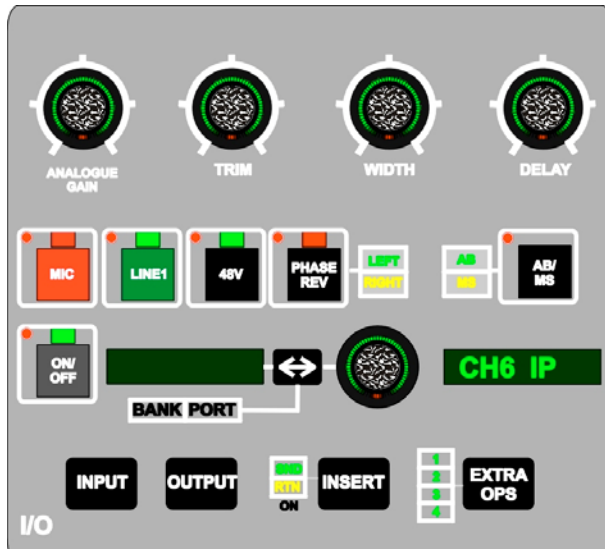 ANALOGUE GAIN
TRIM
WIDTH
DELAY
MIC
LINE1
48V
PHASE REV
LEFT
RIGHT
AB
MS
AB/ MS
ON/ OFF
CH6 IP
BANK PORT
INPUT
OUTPUT
SND
RTN
ON
INSERT
1
2
3
4
EXTRA OPS
I/O